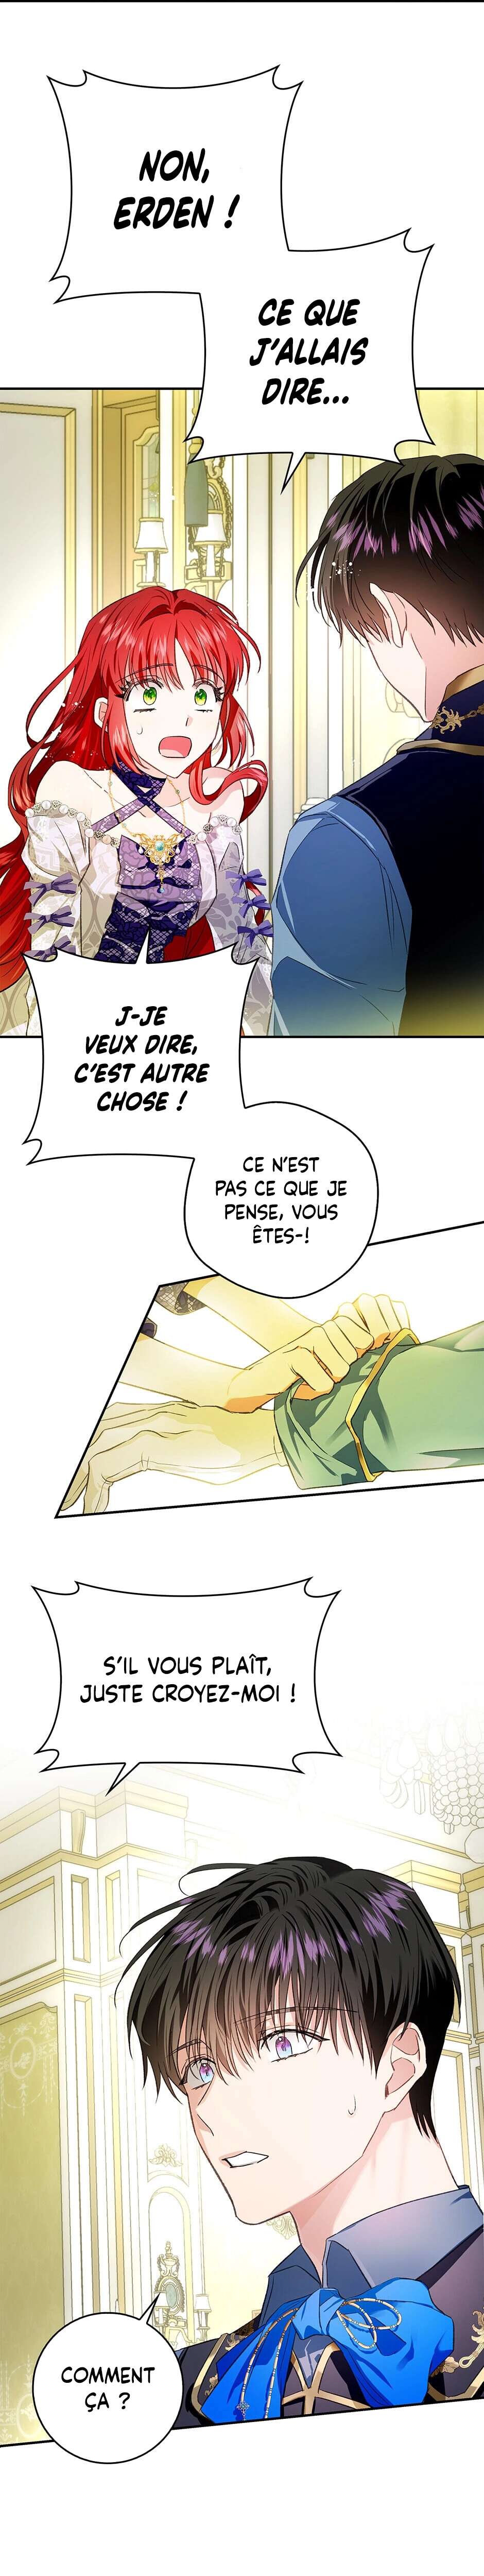 NON,
ERDEN !
CE QUE
J'ALLAIS
DIRE...
J-JE
VEUX DIRE,
C'EST AUTRE
CHOSE !
CE N'EST
PAS CE QUE JE
PENSE, VOUS
ÊTES-!
S'IL VOUS PLAÎT,
JUSTE CROYEZ-MOI !
COMMENT
ÇA ?